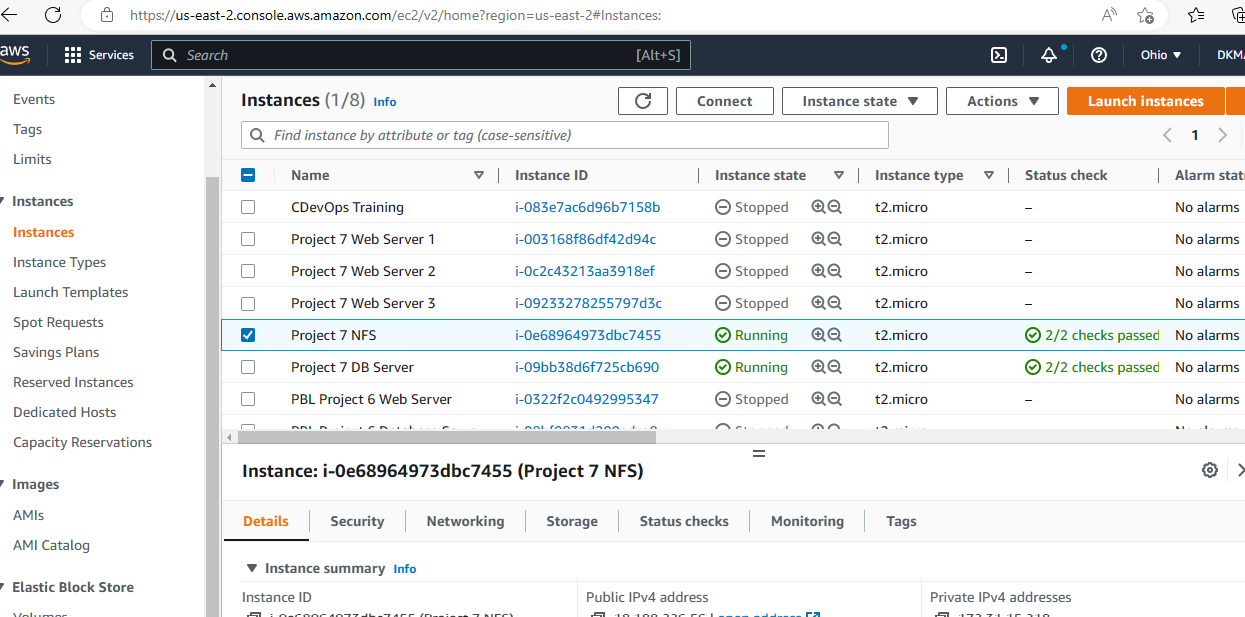 https://us-east-2.console.aws.amazon.com/ec2/v2/home?region=us-east-2#Instances:
aws Services Search [Alt+S] Ohio DKM
Events
Tags
Limits
Instances
Instances
Instance Types
Launch Templates
Spot Requests
Savings Plans
Reserved Instances
Dedicated Hosts
Capacity Reservations
Images
AMIs
AMI Catalog
Elastic Block Store
Volumes
Instances (1/8) Info Connect Instance state Actions Launch instances
Find instance by attribute or tag (case-sensitive) 1
Name Instance ID Instance state Instance type Status check Alarm stat
CDevOps Training i-083e7ac6d96b7158b Stopped t2.micro – No alarms
Project 7 Web Server 1 i-003168f86df42d94c Stopped t2.micro – No alarms
Project 7 Web Server 2 i-0c2c43213aa3918ef Stopped t2.micro – No alarms
Project 7 Web Server 3 i-09233278255797d3c Stopped t2.micro – No alarms
Project 7 NFS i-0e68964973dbc7455 Running t2.micro 2/2 checks passed No alarms
Project 7 DB Server i-09bb38d6f725cb690 Running t2.micro 2/2 checks passed No alarms
PBL Project 6 Web Server i-0322f2c0492995347 Stopped t2.micro – No alarms
Instance: i-0e68964973dbc7455 (Project 7 NFS)
Details Security Networking Storage Status checks Monitoring Tags
Instance summary Info
Instance ID Public IPv4 address Private IPv4 addresses
i-0e68964973dbc7455 (Project 7 NFS) open address